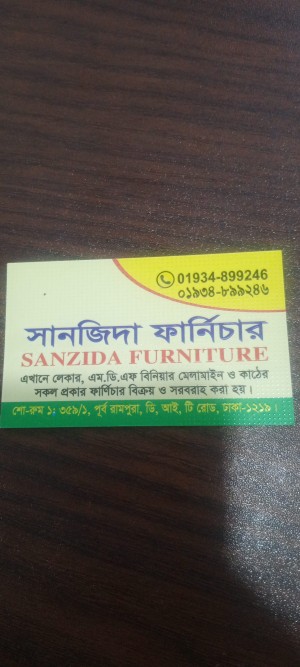 01934-899246
০১৯৩৪-৮৯৯২৪৬
সানজিদা ফার্নিচার
SANZIDA FURNITURE
এখানে লেকার, এম.ডি.এফ বিনিয়ার মেলামাইন ও কাঠের
সকল প্রকার ফার্ণিচার বিক্রয় ও সরবরাহ করা হয়।
শো-রুম ১: ৩৫৯/১, পূর্ব রামপুরা, ডি, আই, টি রোড, ঢাকা-১২১৯।